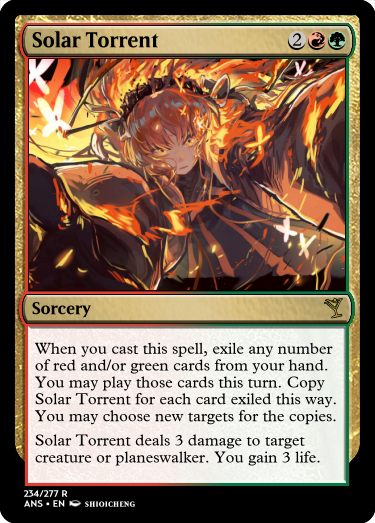 Solar Torrent 2
Sorcery
When you cast this spell, exile any number
of red and/or green cards from your hand.
You may play those cards this turn. Copy
Solar Torrent for each card exiled this way.
You may choose new targets for the copies.
Solar Torrent deals 3 damage to target
creature or planeswalker. You gain 3 life.
234/277 R
ANS • EN SHIOICHENG